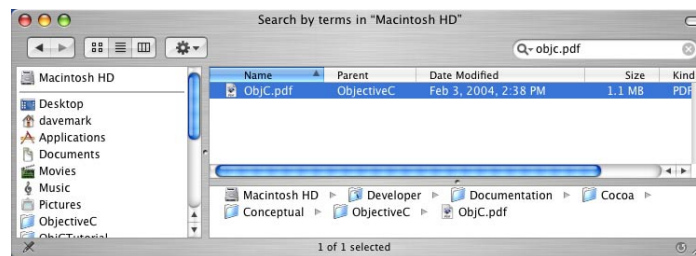 Search by terms in "Macintosh HD"
objc.pdf
Macintosh HD
Desktop
davemark
Applications
Documents
Movies
Music
Pictures
ObjectiveC
ObjCTutorial
Name Parent Date Modified Size Kind
ObjC.pdf ObjectiveC Feb 3, 2004, 2:38 PM 1.1 MB PDF
Macintosh HD Developer Documentation Cocoa
Conceptual ObjectiveC ObjC.pdf
1 of 1 selected